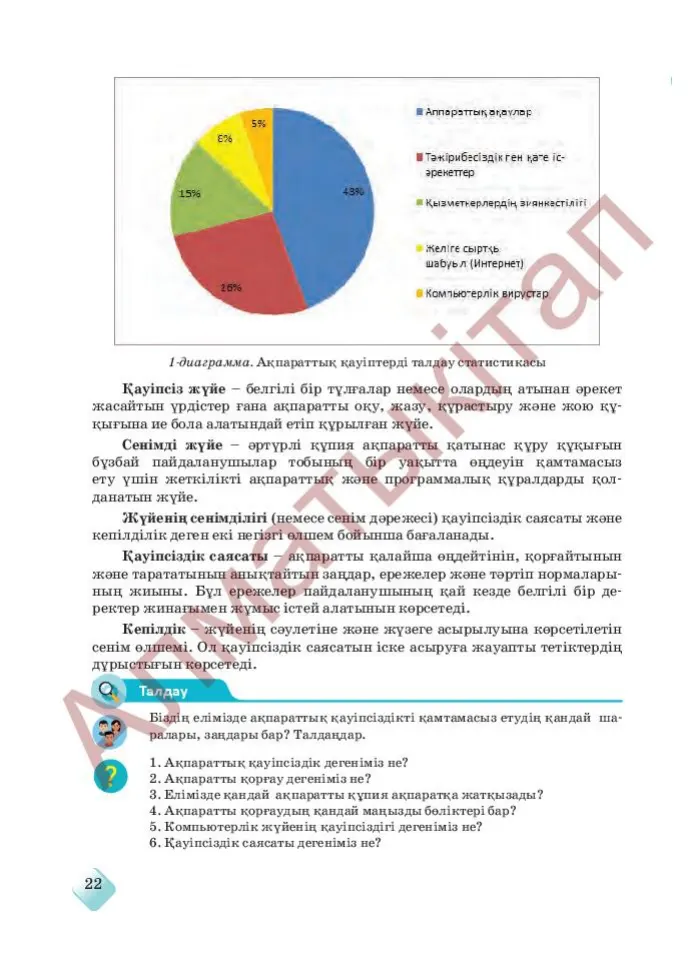 5%
8%
43%
15%
26%
Аппараттық ақаулар
Тәжірибесіздікпен қате іс-
әрекеттер
Қызметкерлердің зиянкестілігі
Желіге сыртқы
шабуыл (Интернет)
Компьютерлік вирустар
1-диаграмма. Ақпараттық қауіптерді талдау статистикасы
Қауіпсіз жүйе – белгілі бір тұлғалар немесе олардың атынан әрекет
жасайтын үрдістер ғана ақпаратты оқу, жазу, құрастыру және жою құ-
қығына ие бола алатындай етіп құрылған жүйе.
Сенімді жүйе – әртүрлі құпия ақпаратты қатынас құру құқығын
бұзбай пайдаланушылар тобының бір уақытта өңдеуін қамтамасыз
ету үшін жеткілікті ақпараттық және программалық құралдарды қол-
данатын жүйе.
Жүйенің сенімділігі (немесе сенім дәрежесі) қауіпсіздік саясаты және
кепілділік деген екі негізгі өлшем бойынша бағаланады.
Қауіпсіздік саясаты – ақпаратты қалайша өңдейтінін, қорғайтынын
және тарататынын анықтайтын заңдар, ережелер және тәртіп нормалары-
ның жиыны. Бұл ережелер пайдаланушының қай кезде белгілі бір де-
ректер жинағымен жұмыс істей алатынын көрсетеді.
Кепілдік – жүйенің сәулетіне және жүзеге асырылуына көрсетілетін
сенім өлшемі. Ол қауіпсіздік саясатын іске асыруға жауапты тетіктердің
дұрыстығын көрсетеді.
Талдау
Біздің елімізде ақпараттық қауіпсіздікті қамтамасыз етудің қандай ша-
ралары, заңдары бар? Талдаңдар.
?
1. Ақпараттық қауіпсіздік дегеніміз не?
2. Ақпаратты қорғау дегеніміз не?
3. Елімізде қандай ақпаратты құпия ақпаратқа жатқызады?
4. Ақпаратты қорғаудың қандай маңызды бөліктері бар?
5. Компьютерлік жүйенің қауіпсіздігі дегеніміз не?
6. Қауіпсіздік саясаты дегеніміз не?
22
Алматыкітап